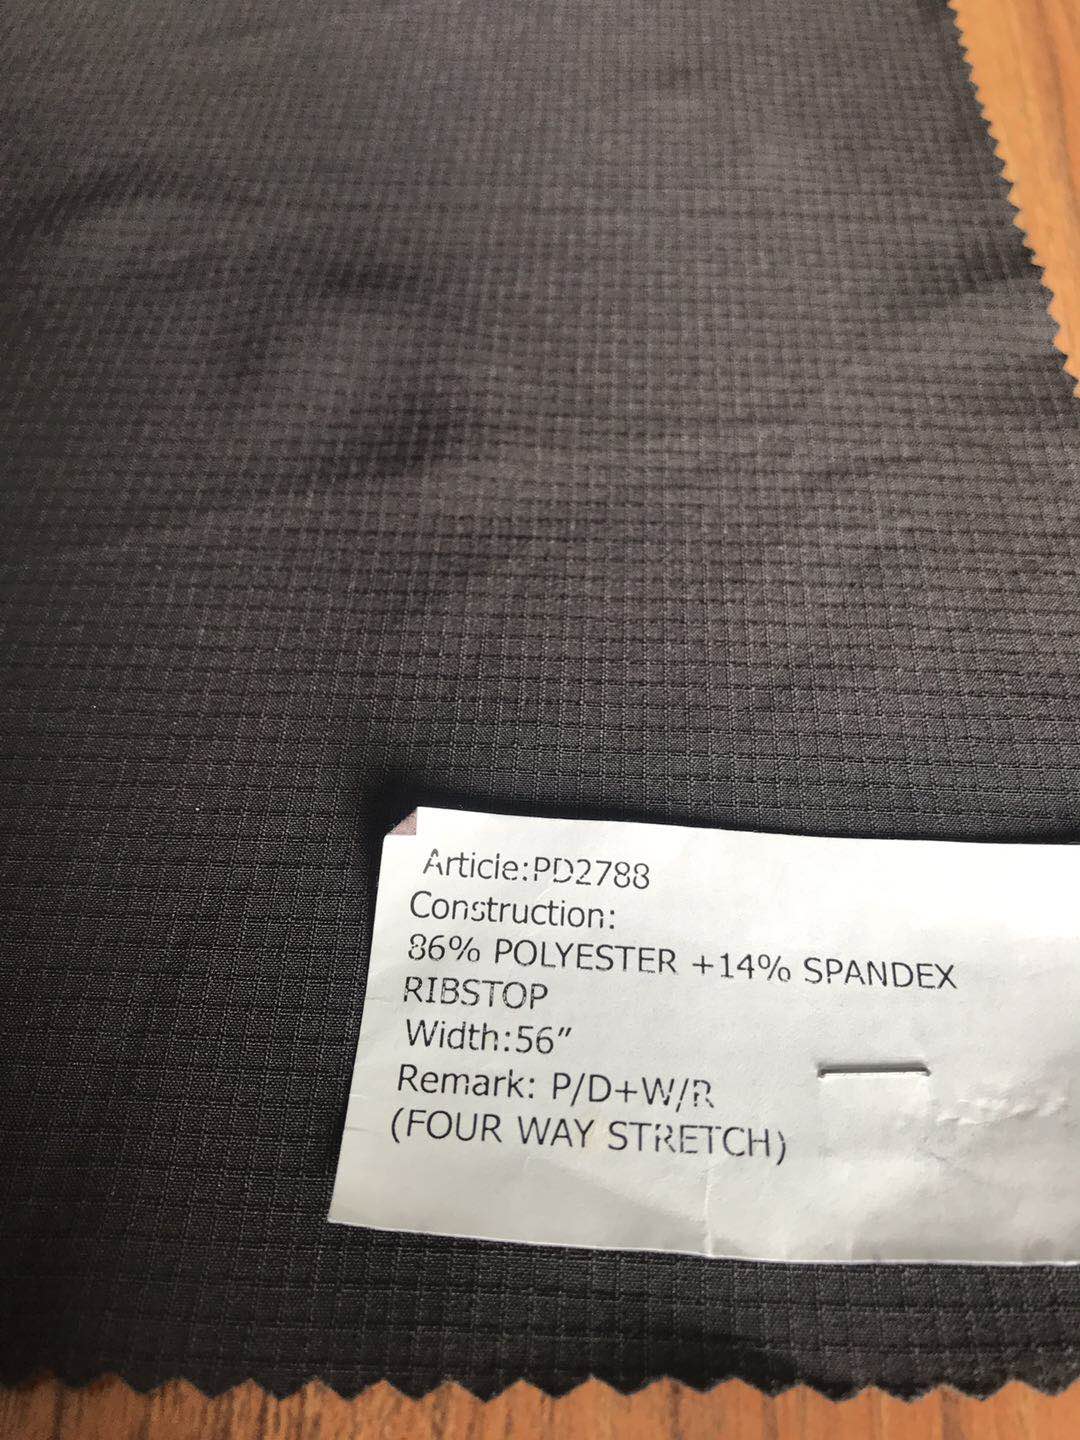 Article:PD2788
Construction:
86% POLYESTER +14% SPANDEX
RIBSTOP
Width:56”
Remark: P/D+W/R
(FOUR WAY STRETCH)